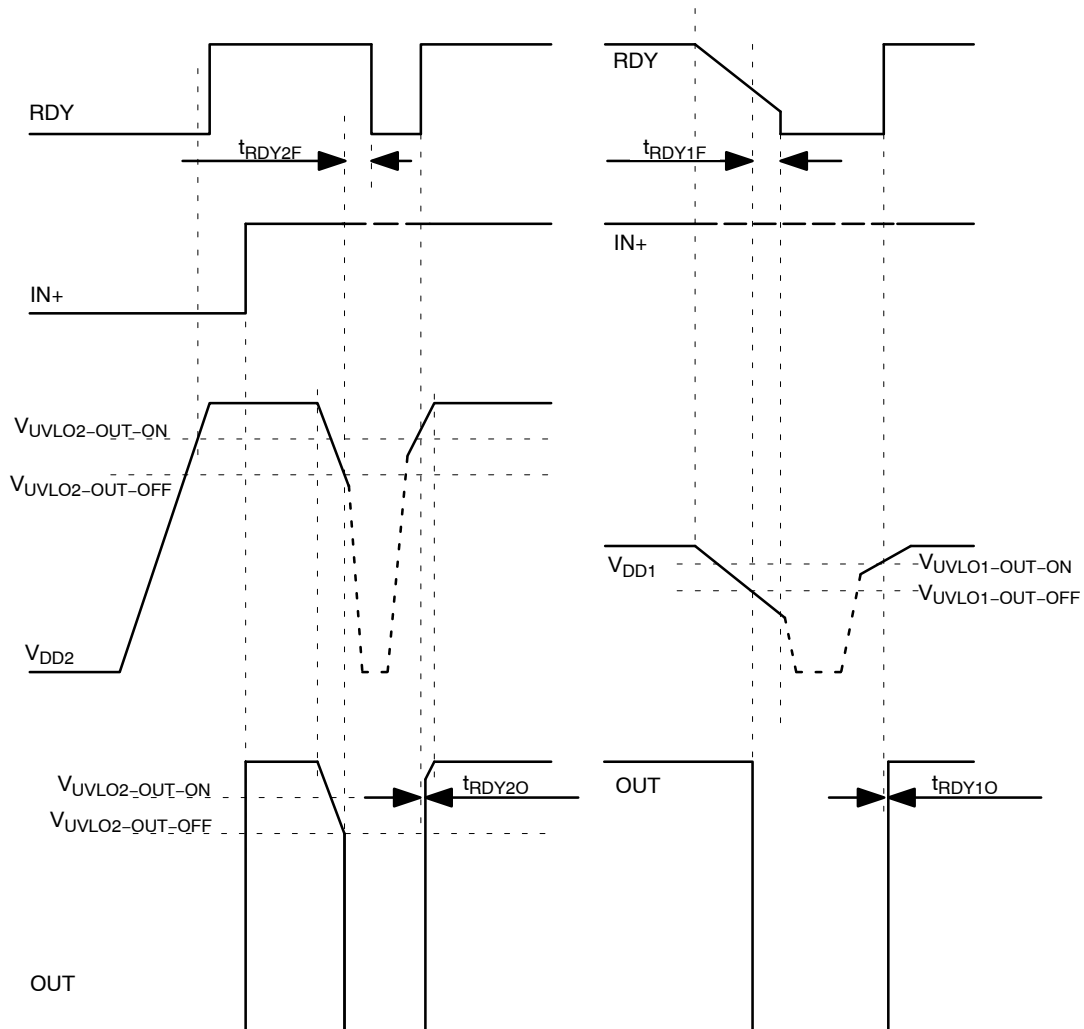 RDY
RDY
tRDY2F
tRDY1F
IN+
IN+
VUVLO2−OUT−ON
VUVLO2−OUT−OFF
VDD2
VDD1
VUVLO1−OUT−ON
VUVLO1−OUT−OFF
VUVLO2−OUT−ON
VUVLO2−OUT−OFF
tRDY2O
OUT
tRDY1O
OUT